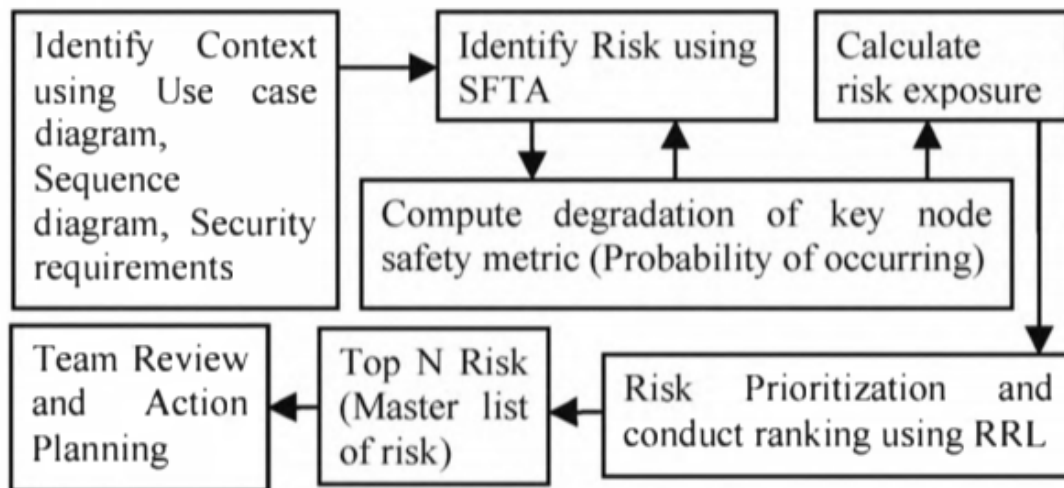 Identify Context
using Use case
diagram,
Sequence
diagram, Security
requirements
Identify Risk using
SFTA
Calculate
risk exposure
Compute degradation of key node
safety metric (Probability of occurring)
Risk Prioritization and
conduct ranking using RRL
Top N Risk
(Master list
of risk)
Team Review
and Action
Planning